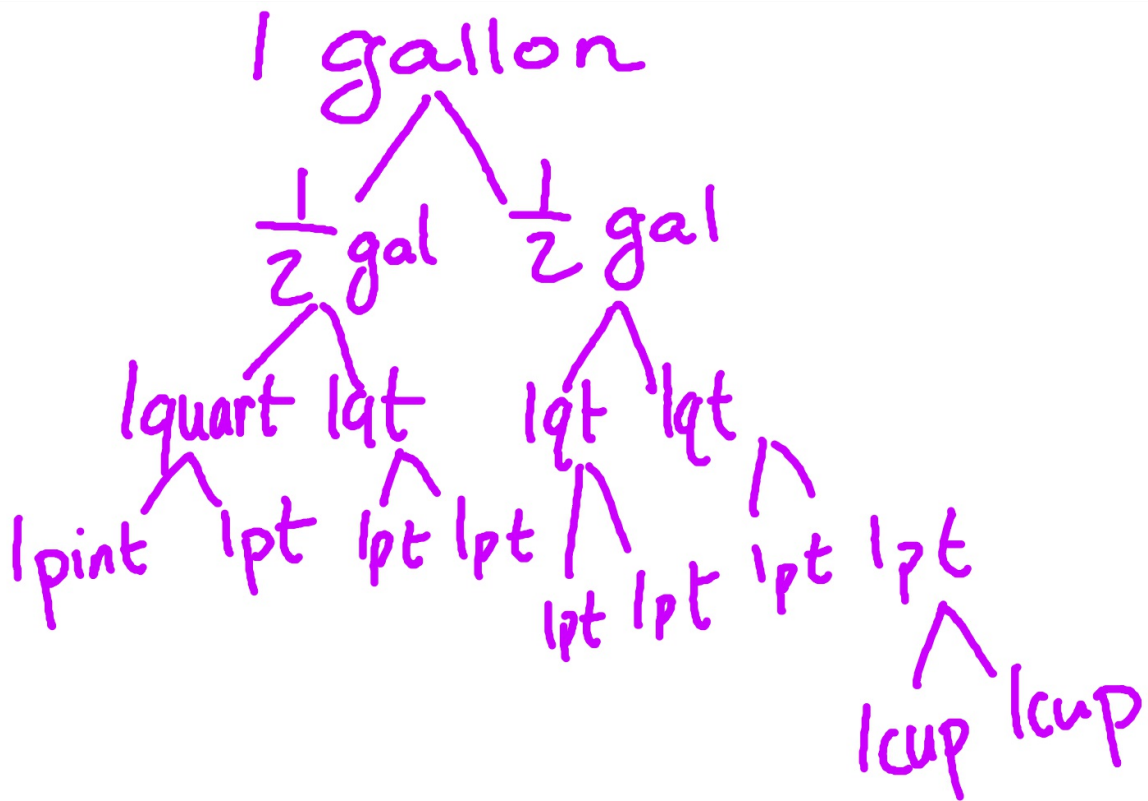 1 gallon
1/2 gal 1/2 gal
1quart 1qt 1qt 1qt
1pint 1pt 1pt 1pt 1pt 1pt 1pt 1pt
1cup 1cup